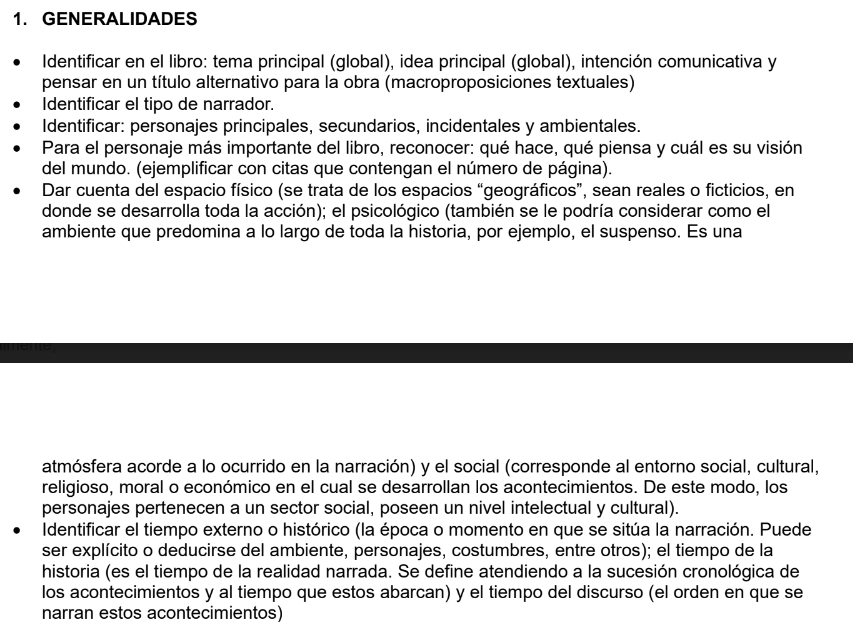 1. GENERALIDADES
• Identificar en el libro: tema principal (global), idea principal (global), intención comunicativa y
pensar en un título alternativo para la obra (macroproposiciones textuales)
• Identificar el tipo de narrador.
• Identificar: personajes principales, secundarios, incidentales y ambientales.
• Para el personaje más importante del libro, reconocer: qué hace, qué piensa y cuál es su visión
del mundo. (ejemplificar con citas que contengan el número de página).
• Dar cuenta del espacio físico (se trata de los espacios “geográficos”, sean reales o ficticios, en
donde se desarrolla toda la acción); el psicológico (también se le podría considerar como el
ambiente que predomina a lo largo de toda la historia, por ejemplo, el suspenso. Es una
atmósfera acorde a lo ocurrido en la narración) y el social (corresponde al entorno social, cultural,
religioso, moral o económico en el cual se desarrollan los acontecimientos. De este modo, los
personajes pertenecen a un sector social, poseen un nivel intelectual y cultural).
• Identificar el tiempo externo o histórico (la época o momento en que se sitúa la narración. Puede
ser explícito o deducirse del ambiente, personajes, costumbres, entre otros); el tiempo de la
historia (es el tiempo de la realidad narrada. Se define atendiendo a la sucesión cronológica de
los acontecimientos y al tiempo que estos abarcan) y el tiempo del discurso (el orden en que se
narran estos acontecimientos)